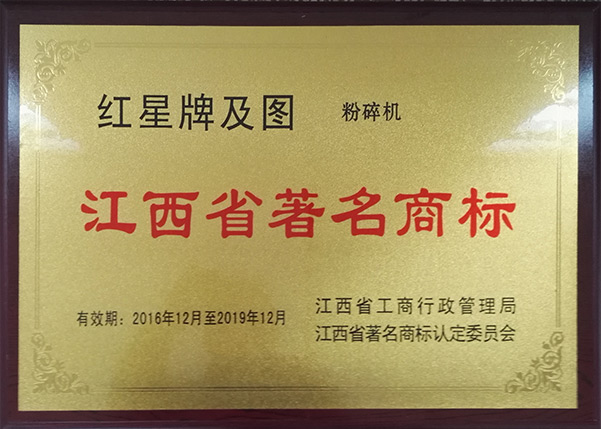 红星牌及图 粉碎机
江西省著名商标
有效期：2016年12月至2019年12月
江西省工商行政管理局
江西省著名商标认定委员会